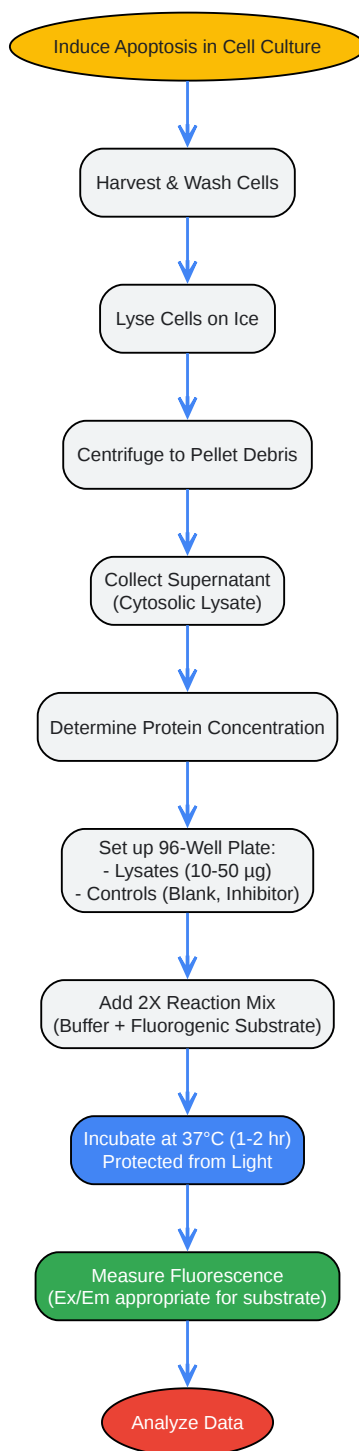 Induce Apoptosis in Cell Culture
Harvest & Wash Cells
Lyse Cells on Ice
Centrifuge to Pellet Debris
Collect Supernatant
(Cytosolic Lysate)
Determine Protein Concentration
Set up 96-Well Plate:
- Lysates (10-50 µg)
- Controls (Blank, Inhibitor)
Add 2X Reaction Mix
(Buffer + Fluorogenic Substrate)
Incubate at 37°C (1-2 hr)
Protected from Light
Measure Fluorescence
(Ex/Em appropriate for substrate)
Analyze Data